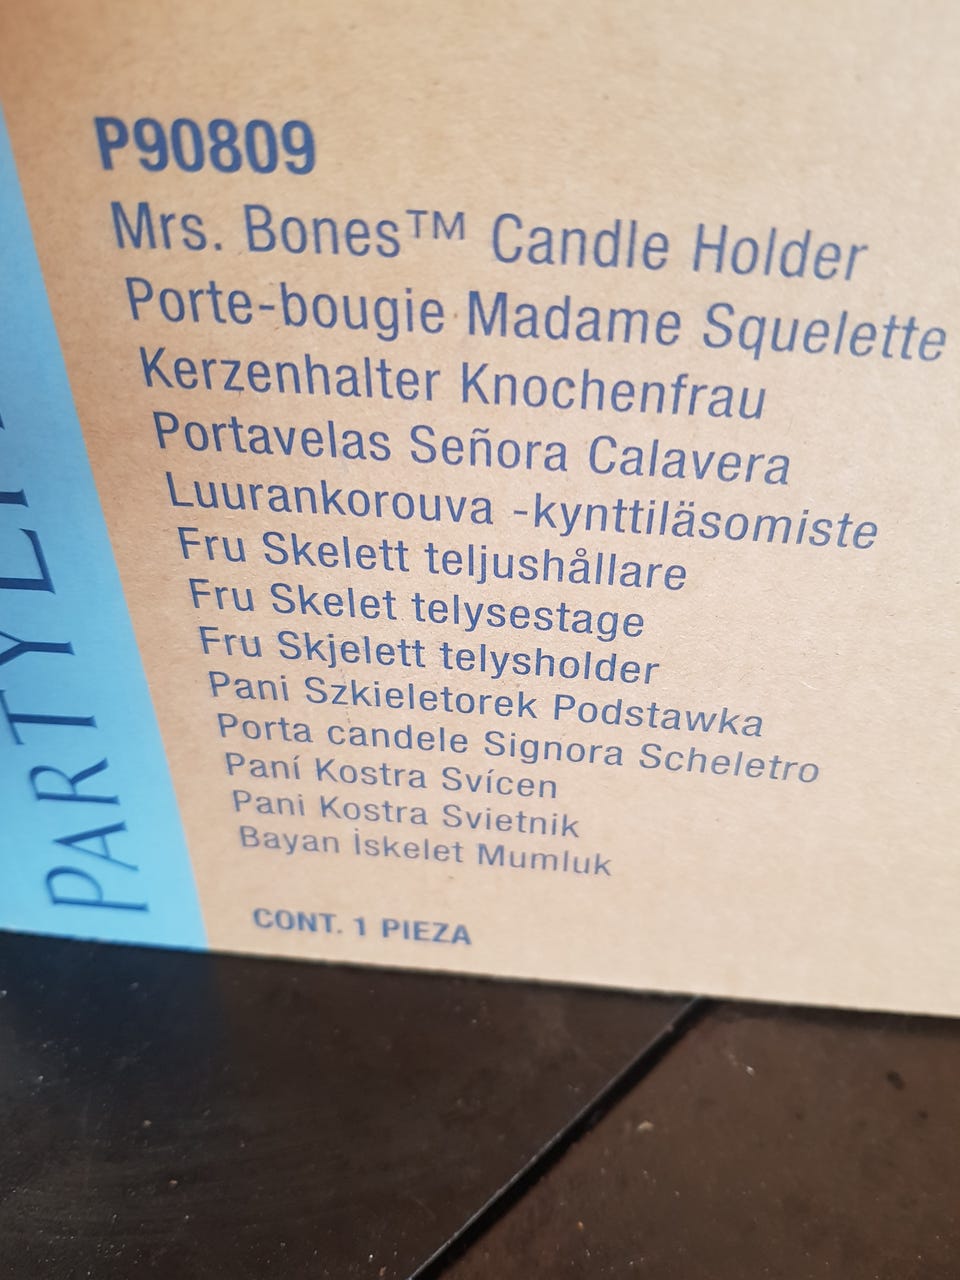 P90809
Mrs. Bones™ Candle Holder
Porte-bougie Madame Squelette
Kerzenhalter Knochenfrau
Portavelas Señora Calavera
Luurankorouva -kynttiläsomiste
Fru Skelett teljushållare
Fru Skelet telysestage
Fru Skjelett telysholder
Pani Szkieletorek Podstawka
Porta candele Signora Scheletro
Paní Kostra Svícen
Pani Kostra Svietnik
Bayan İskelet Mumluk
CONT. 1 PIEZA